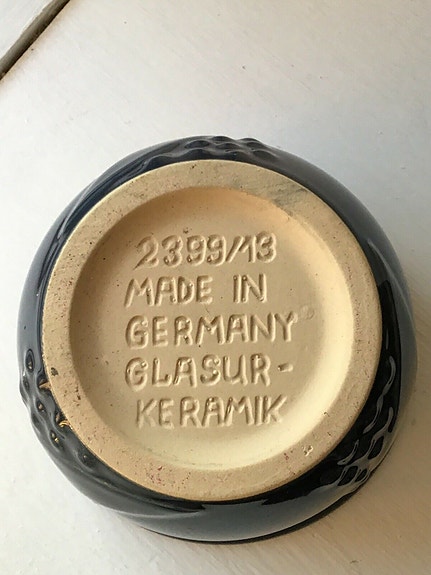 2399/13
MADE IN
GERMANY
GLASUR-
KERAMIK